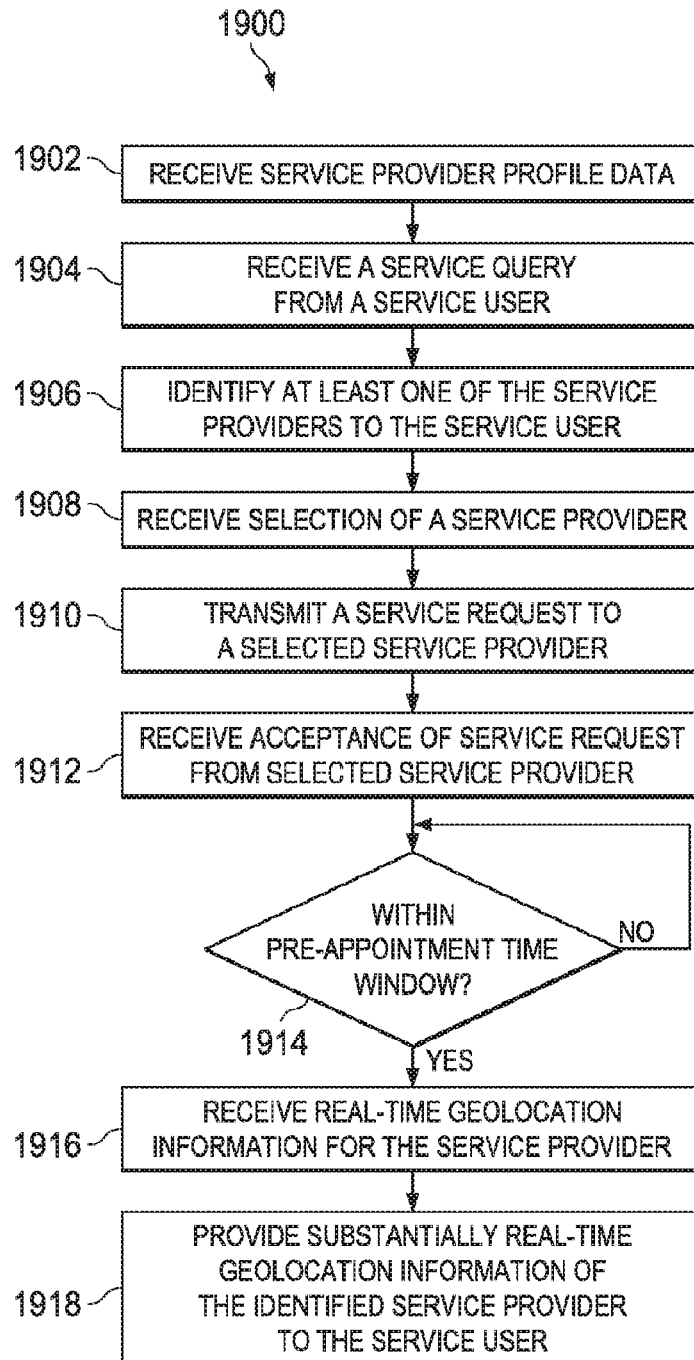 1900
1902
RECEIVE SERVICE PROVIDER PROFILE DATA
1904
RECEIVE A SERVICE QUERY
FROM A SERVICE USER
1906
IDENTIFY AT LEAST ONE OF THE SERVICE
PROVIDERS TO THE SERVICE USER
1908
RECEIVE SELECTION OF A SERVICE PROVIDER
1910
TRANSMIT A SERVICE REQUEST TO
A SELECTED SERVICE PROVIDER
1912
RECEIVE ACCEPTANCE OF SERVICE REQUEST
FROM SELECTED SERVICE PROVIDER
WITHIN
PRE-APPOINTMENT TIME
WINDOW?
NO
1914
YES
1916
RECEIVE REAL-TIME GEOLOCATION
INFORMATION FOR THE SERVICE PROVIDER
1918
PROVIDE SUBSTANTIALLY REAL-TIME
GEOLOCATION INFORMATION OF
THE IDENTIFIED SERVICE PROVIDER
TO THE SERVICE USER